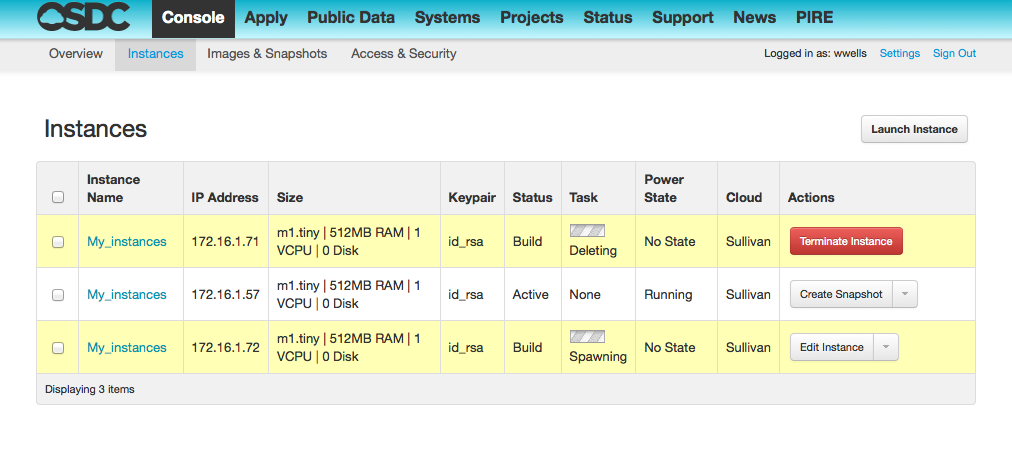 OSDC Console Apply Public Data Systems Projects Status Support News PIRE
Overview Instances Images & Snapshots Access & Security Logged in as: wwells Settings Sign Out
Instances
Launch Instance
Instance Name IP Address Size Keypair Status Task Power State Cloud Actions
My_instances 172.16.1.71 m1.tiny | 512MB RAM | 1 VCPU | 0 Disk id_rsa Build Deleting No State Sullivan Terminate Instance
My_instances 172.16.1.57 m1.tiny | 512MB RAM | 1 VCPU | 0 Disk id_rsa Active None Running Sullivan Create Snapshot
My_instances 172.16.1.72 m1.tiny | 512MB RAM | 1 VCPU | 0 Disk id_rsa Build Spawning No State Sullivan Edit Instance
Displaying 3 items